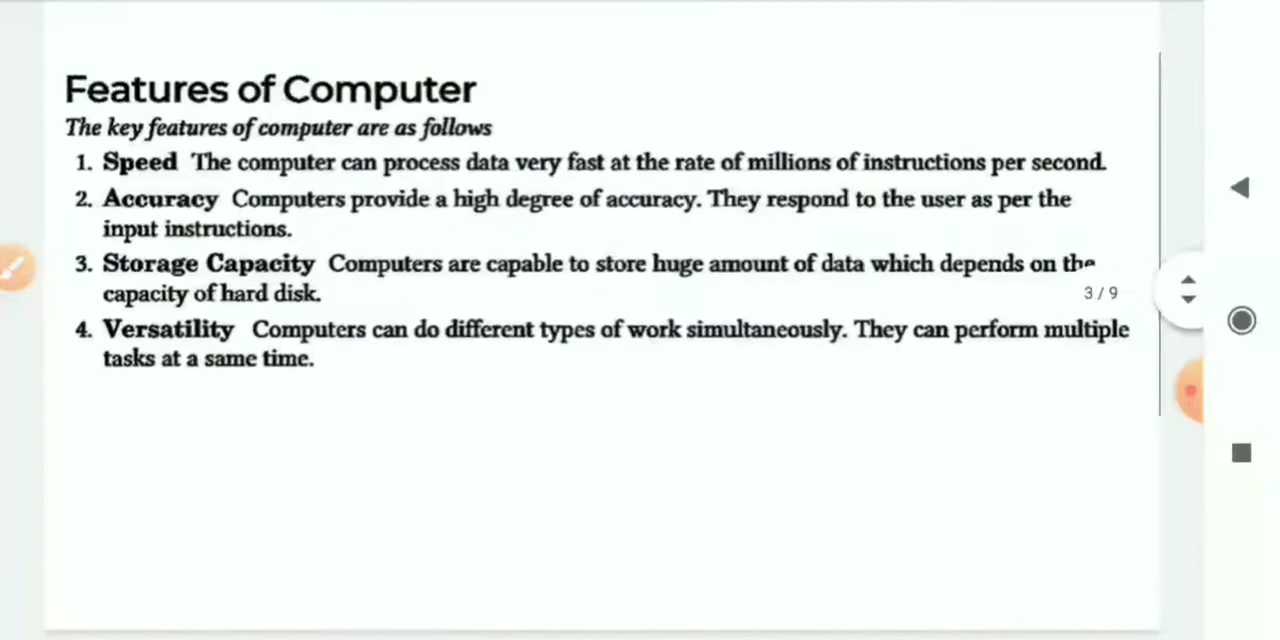 Features of Computer
The key features of computer are as follows
1. Speed The computer can process data very fast at the rate of millions of instructions per second.
2. Accuracy Computers provide a high degree of accuracy. They respond to the user as per the
input instructions.
3. Storage Capacity Computers are capable to store huge amount of data which depends on the
capacity of hard disk.
3 / 9
4. Versatility Computers can do different types of work simultaneously. They can perform multiple
tasks at a same time.